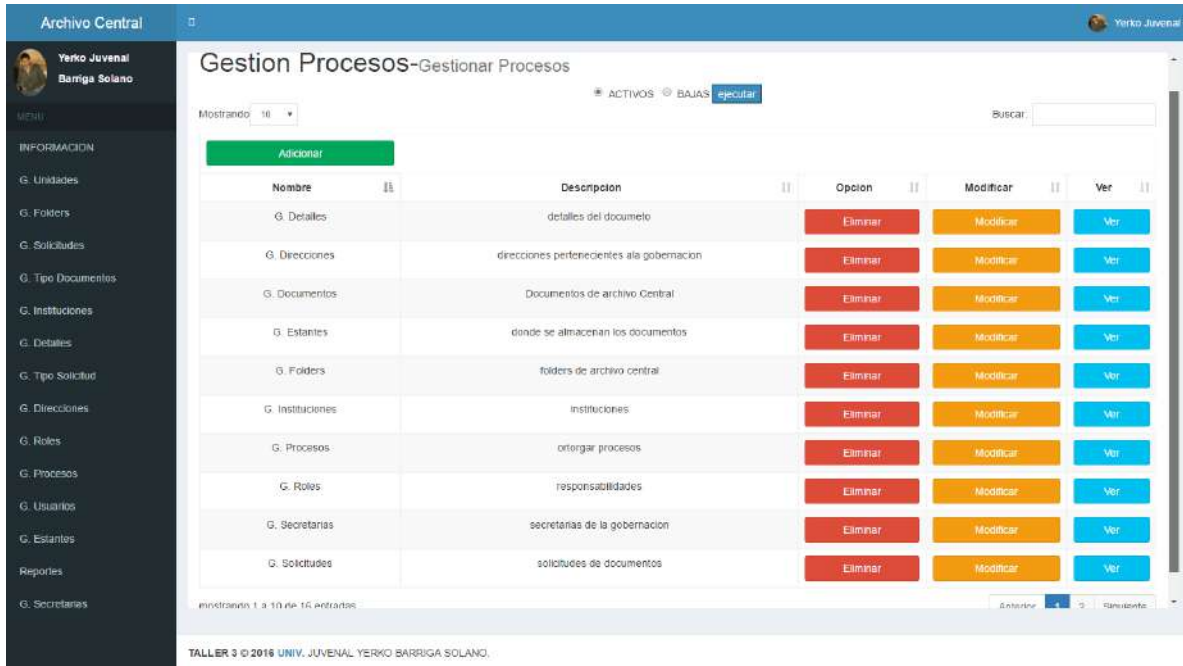 Archivo Central
Yerko Juvenal
Yerko Juvenal
Barriga Solano
MENU
INFORMACION
G. Unidades
G. Folders
G. Solicitudes
G. Tipo Documentos
G. Instituciones
G. Detalles
G. Tipo Solicitud
G. Direcciones
G. Roles
G. Procesos
G. Usuarios
G. Estantes
Reportes
G. Secretarias
Gestion Procesos-Gestionar Procesos
ACTIVOS BAJAS ejecutar
Mostrando 10 Buscar:
Adicionar
Nombre Descripcion Opcion Modificar Ver
G. Detalles detalles del documeto Eliminar Modificar Ver
G. Direcciones direcciones pertenecientes ala gobernacion Eliminar Modificar Ver
G. Documentos Documentos de archivo Central Eliminar Modificar Ver
G. Estantes donde se almacenan los documentos Eliminar Modificar Ver
G. Folders folders de archivo central Eliminar Modificar Ver
G. Instituciones instituciones Eliminar Modificar Ver
G. Procesos ortorgar procesos Eliminar Modificar Ver
G. Roles responsabilidades Eliminar Modificar Ver
G. Secretarias secretarias de la gobernacion Eliminar Modificar Ver
G. Solicitudes solicitudes de documentos Eliminar Modificar Ver
mostrando 1 a 10 de 16 entradas Anterior 1 2 Siguiente
TALLER 3 © 2016 UNIV. JUVENAL YERKO BARRIGA SOLANO.